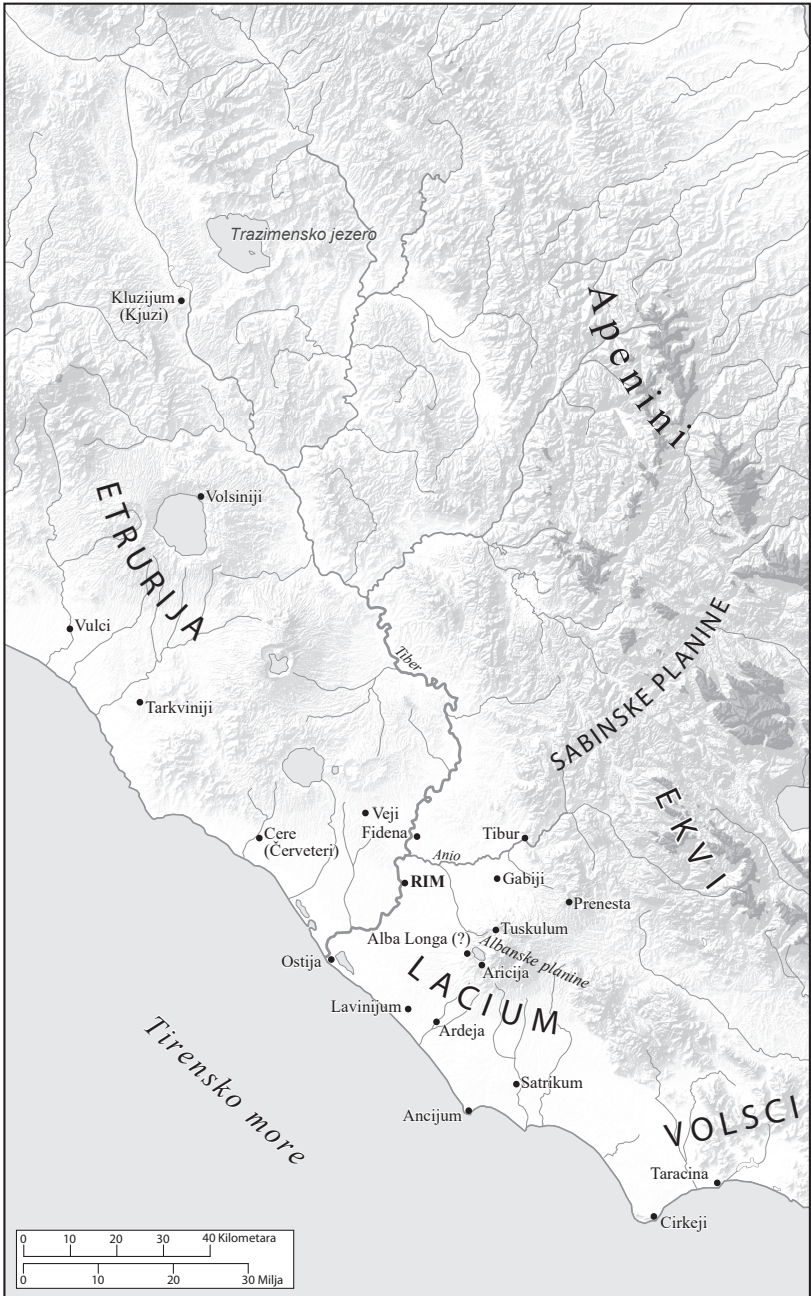 Trazimensko jezero
Kluzijum
(Kjuzi)
Apenini
Volsiniji
ETRURIJA
Vulci
Tiber
SABINSKE PLANINE
Tarkviniji
EKVI
Veji
Fidena
Tibur
Cere
(Červeteri)
Anio
RIM
Gabiji
Prenesta
Tuskulum
Alba Longa (?)
Albanske planine
Ostija
Aricija
LACIUM
Lavinijum
Ardeja
Tirensko more
Satrikum
Ancijum
VOLSCI
Taracina
Cirkeji
0 10 20 30 40 Kilometara
0 10 20 30 Milja